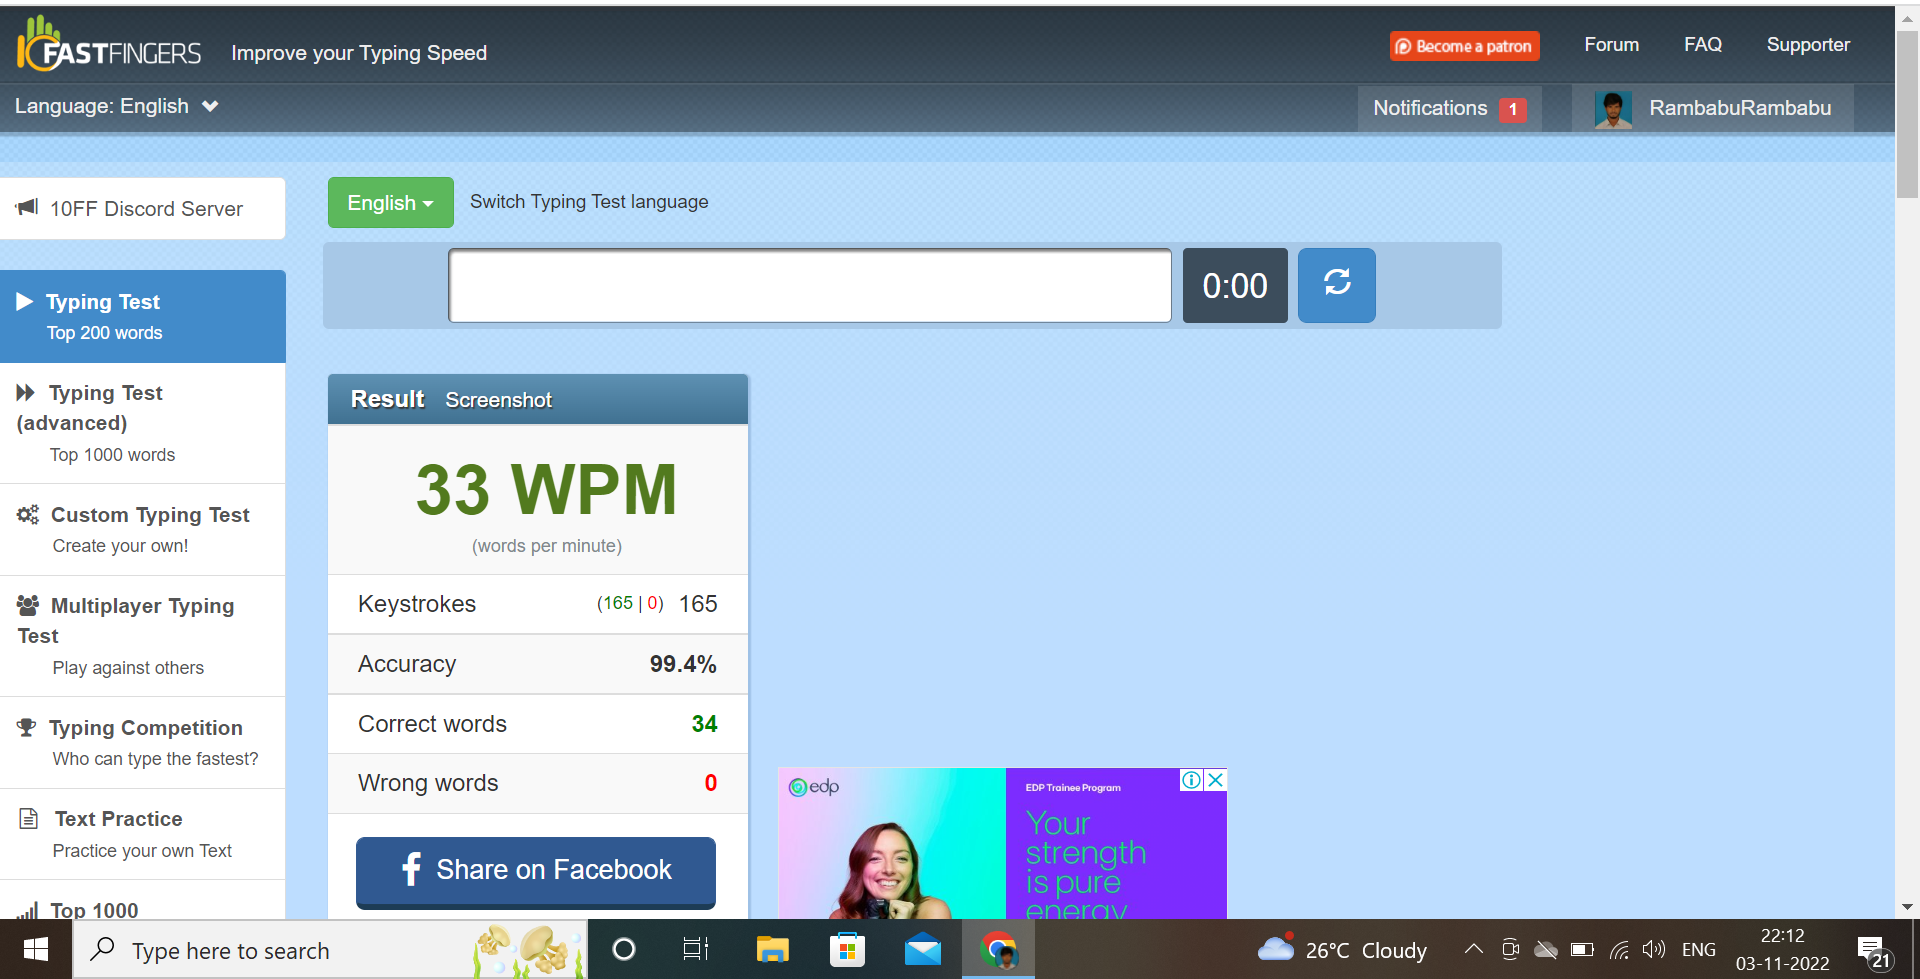 FASTFINGERS
Improve your Typing Speed
Become a patron
Forum
FAQ
Supporter
Language: English
Notifications 1
RambabuRambabu
10FF Discord Server
Typing Test
Top 200 words
Typing Test
(advanced)
Top 1000 words
Custom Typing Test
Create your own!
Multiplayer Typing
Test
Play against others
Typing Competition
Who can type the fastest?
Text Practice
Practice your own Text
Top 1000
English
Switch Typing Test language
0:00
Result Screenshot
33 WPM
(words per minute)
Keystrokes (165 | 0) 165
Accuracy 99.4%
Correct words 34
Wrong words 0
Share on Facebook
edp
EDP Trainee Program
Your
strength
is pure
energy
Type here to search
26°C Cloudy
ENG
22:12
03-11-2022
21